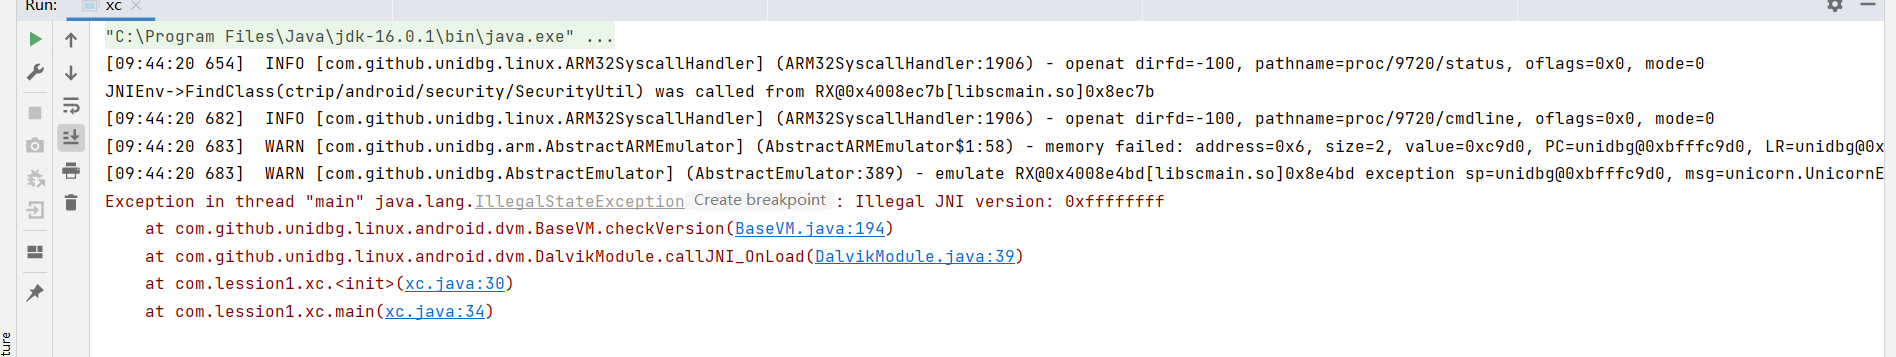 Run: xc
"C:\Program Files\Java\jdk-16.0.1\bin\java.exe" ...
[09:44:20 654]  INFO [com.github.unidbg.linux.ARM32SyscallHandler] (ARM32SyscallHandler:1906) - openat dirfd=-100, pathname=proc/9720/status, oflags=0x0, mode=0
JNIEnv->FindClass(ctrip/android/security/SecurityUtil) was called from RX@0x4008ec7b[libscmain.so]0x8ec7b
[09:44:20 682]  INFO [com.github.unidbg.linux.ARM32SyscallHandler] (ARM32SyscallHandler:1906) - openat dirfd=-100, pathname=proc/9720/cmdline, oflags=0x0, mode=0
[09:44:20 683]  WARN [com.github.unidbg.arm.AbstractARMEmulator] (AbstractARMEmulator$1:58) - memory failed: address=0x6, size=2, value=0xc9d0, PC=unidbg@0xbfffc9d0, LR=unidbg@0x
[09:44:20 683]  WARN [com.github.unidbg.AbstractEmulator] (AbstractEmulator:389) - emulate RX@0x4008e4bd[libscmain.so]0x8e4bd exception sp=unidbg@0xbfffc9d0, msg=unicorn.UnicornE
Exception in thread "main" java.lang.IllegalStateException Create breakpoint : Illegal JNI version: 0xffffffff
    at com.github.unidbg.linux.android.dvm.BaseVM.checkVersion(BaseVM.java:194)
    at com.github.unidbg.linux.android.dvm.DalvikModule.callJNI_OnLoad(DalvikModule.java:39)
    at com.lession1.xc.<init>(xc.java:30)
    at com.lession1.xc.main(xc.java:34)
ture